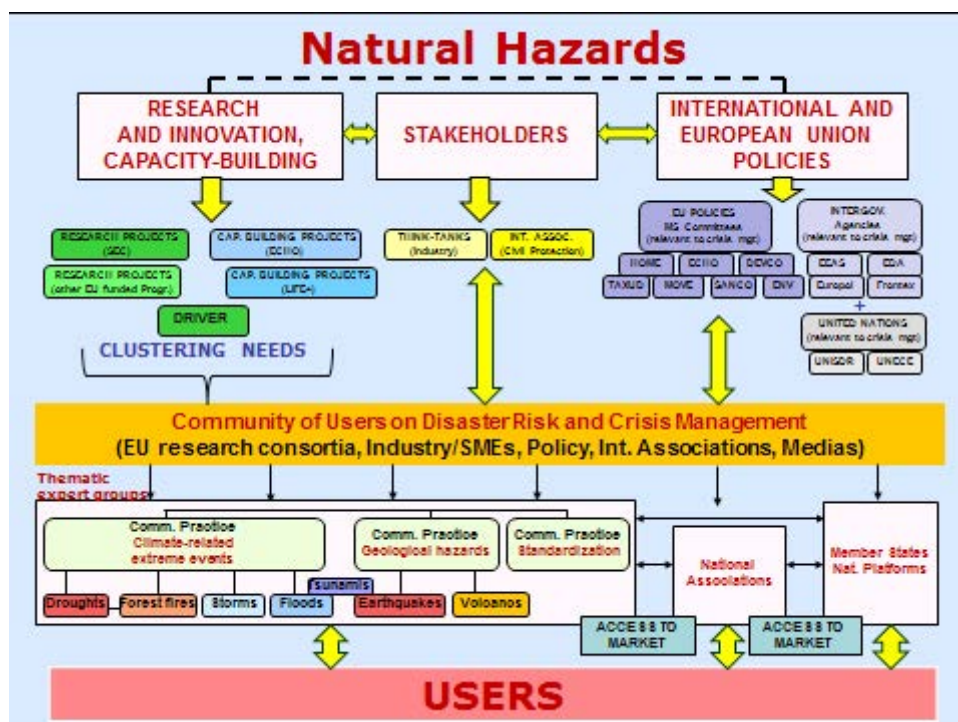 Natural Hazards
RESEARCH
AND INNOVATION,
CAPACITY-BUILDING
STAKEHOLDERS
INTERNATIONAL AND
EUROPEAN UNION
POLICIES
RESEARCH PROJECTS
(SEC)
CAP. BUILDING PROJECTS
(ECHO)
RESEARCH PROJECTS
(other EU funded Progr.)
CAP. BUILDING PROJECTS
(LIFE+)
DRIVER
CLUSTERING NEEDS
THINK-TANKS
(Industry)
INT. ASSOC.
(Civil Protection)
EU POLICIES
MS Committees
(relevant to crisis mgt)
HOME
ECHO
DEVCO
TAXUD
MOVE
SANCO
ENV
INTERGOV.
Agencies
(relevant to crisis mgt)
EEAS
EDA
Europol
Frontex
+
UNITED NATIONS
(relevant to crisis mgt)
UNISDR
UNECE
Community of Users on Disaster Risk and Crisis Management
(EU research consortia, Industry/SMEs, Policy, Int. Associations, Medias)
Thematic
expert groups
Comm. Practice
Climate-related
extreme events
Comm. Practice
Geological hazards
Comm. Practice
Standardization
Tsunamis
Droughts
Forest fires
Storms
Floods
Earthquakes
Volcanos
National
Associations
Member States
Nat. Platforms
ACCESS TO
MARKET
ACCESS TO
MARKET
USERS